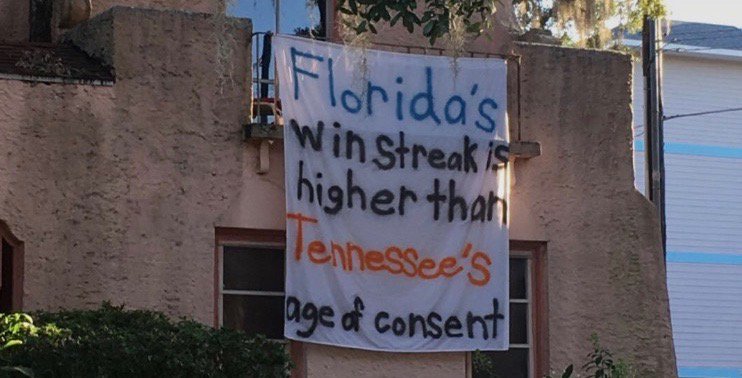 Florida's
Win Streak is
higher than
Tennessee's
age of consent